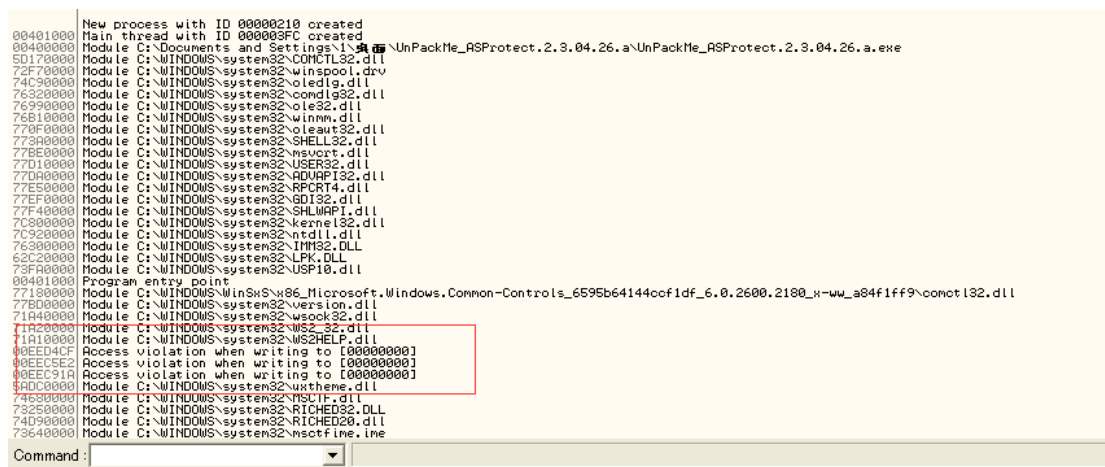 New process with ID 00000210 created
00401000 Main thread with ID 000003FC created
00400000 Module C:\Documents and Settings\1\桌面\UnPackMe_ASProtect.2.3.04.26.a\UnPackMe_ASProtect.2.3.04.26.a.exe
5D170000 Module C:\WINDOWS\system32\COMCTL32.dll
72F70000 Module C:\WINDOWS\system32\winspool.drv
74C90000 Module C:\WINDOWS\system32\oledlg.dll
76320000 Module C:\WINDOWS\system32\comdlg32.dll
76990000 Module C:\WINDOWS\system32\ole32.dll
76B10000 Module C:\WINDOWS\system32\winmm.dll
770F0000 Module C:\WINDOWS\system32\oleaut32.dll
773A0000 Module C:\WINDOWS\system32\SHELL32.dll
77BE0000 Module C:\WINDOWS\system32\msvcrt.dll
77D10000 Module C:\WINDOWS\system32\USER32.dll
77DA0000 Module C:\WINDOWS\system32\ADVAPI32.dll
77E50000 Module C:\WINDOWS\system32\RPCRT4.dll
77EF0000 Module C:\WINDOWS\system32\GDI32.dll
77F40000 Module C:\WINDOWS\system32\SHLWAPI.dll
7C800000 Module C:\WINDOWS\system32\kernel32.dll
7C920000 Module C:\WINDOWS\system32\ntdll.dll
76300000 Module C:\WINDOWS\system32\IMM32.DLL
62C20000 Module C:\WINDOWS\system32\LPK.DLL
73FA0000 Module C:\WINDOWS\system32\USP10.dll
00401000 Program entry point
77180000 Module C:\WINDOWS\WinSxS\x86_Microsoft.Windows.Common-Controls_6595b64144ccf1df_6.0.2600.2180_x-ww_a84f1ff9\comctl32.dll
77BD0000 Module C:\WINDOWS\system32\version.dll
71A40000 Module C:\WINDOWS\system32\wsock32.dll
71A20000 Module C:\WINDOWS\system32\WS2_32.dll
71A10000 Module C:\WINDOWS\system32\WS2HELP.dll
00EED4CF Access violation when writing to [00000000]
00EEC5E2 Access violation when writing to [00000000]
00EEC91A Access violation when writing to [00000000]
5ADC0000 Module C:\WINDOWS\system32\uxtheme.dll
74680000 Module C:\WINDOWS\system32\MSCTF.dll
73250000 Module C:\WINDOWS\system32\RICHED32.DLL
74D90000 Module C:\WINDOWS\system32\RICHED20.dll
73640000 Module C:\WINDOWS\system32\msctfime.ime
Command :